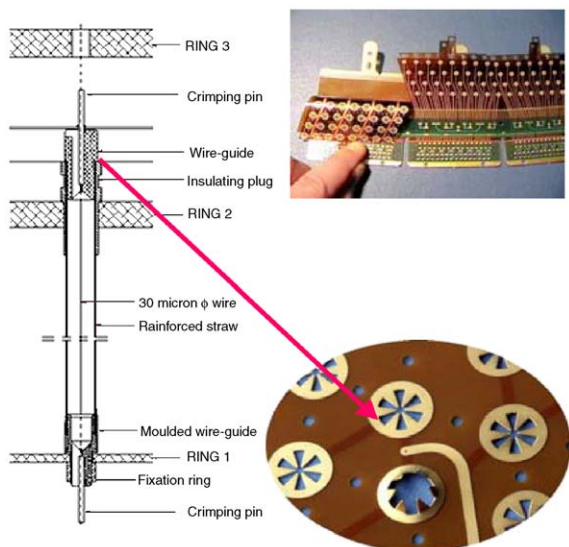 RING 3
Crimping pin
Wire-guide
Insulating plug
RING 2
30 micron ϕ wire
Rainforced straw
Moulded wire-guide
RING 1
Fixation ring
Crimping pin